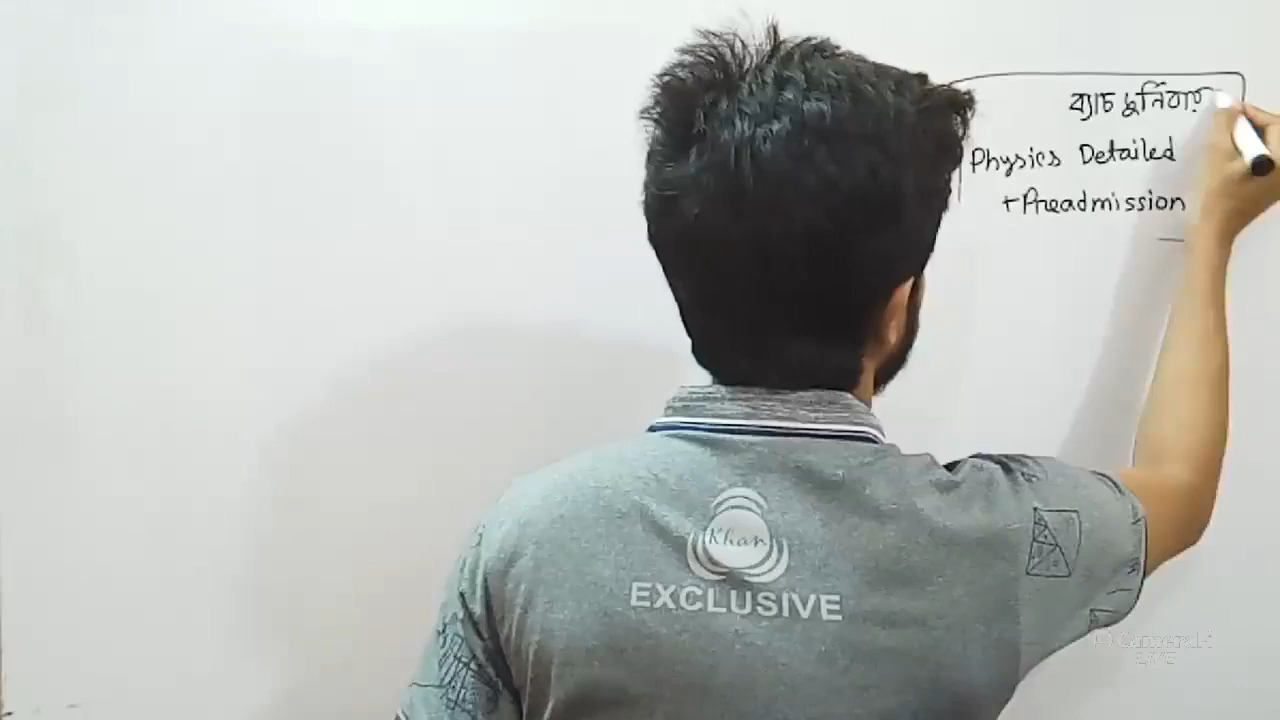 ব্যাচ দুর্নিবার
Physics Detailed
+Preadmission
Khan
EXCLUSIVE